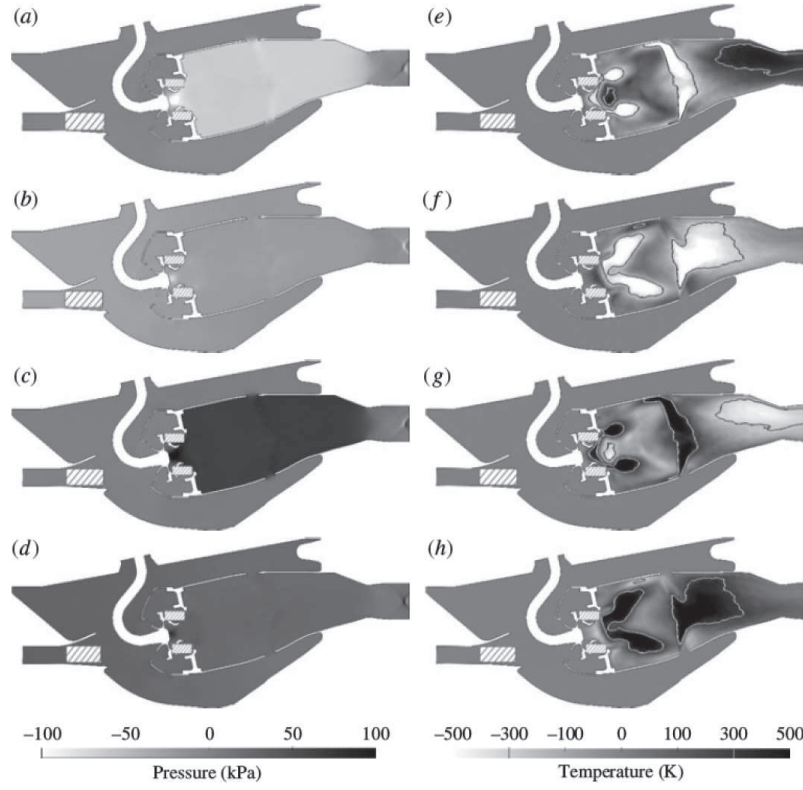 (a)
(e)
(b)
(f)
(c)
(g)
(d)
(h)
−100 −50 0 50 100
Pressure (kPa)
−500 −300 −100 0 100 300 500
Temperature (K)